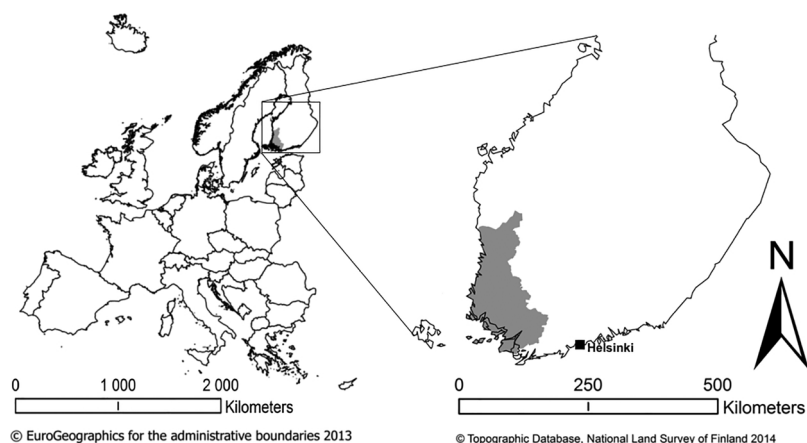 N
Helsinki
0 1 000 2 000
Kilometers
0 250 500
Kilometers
© EuroGeographics for the administrative boundaries 2013
© Topographic Database, National Land Survey of Finland 2014